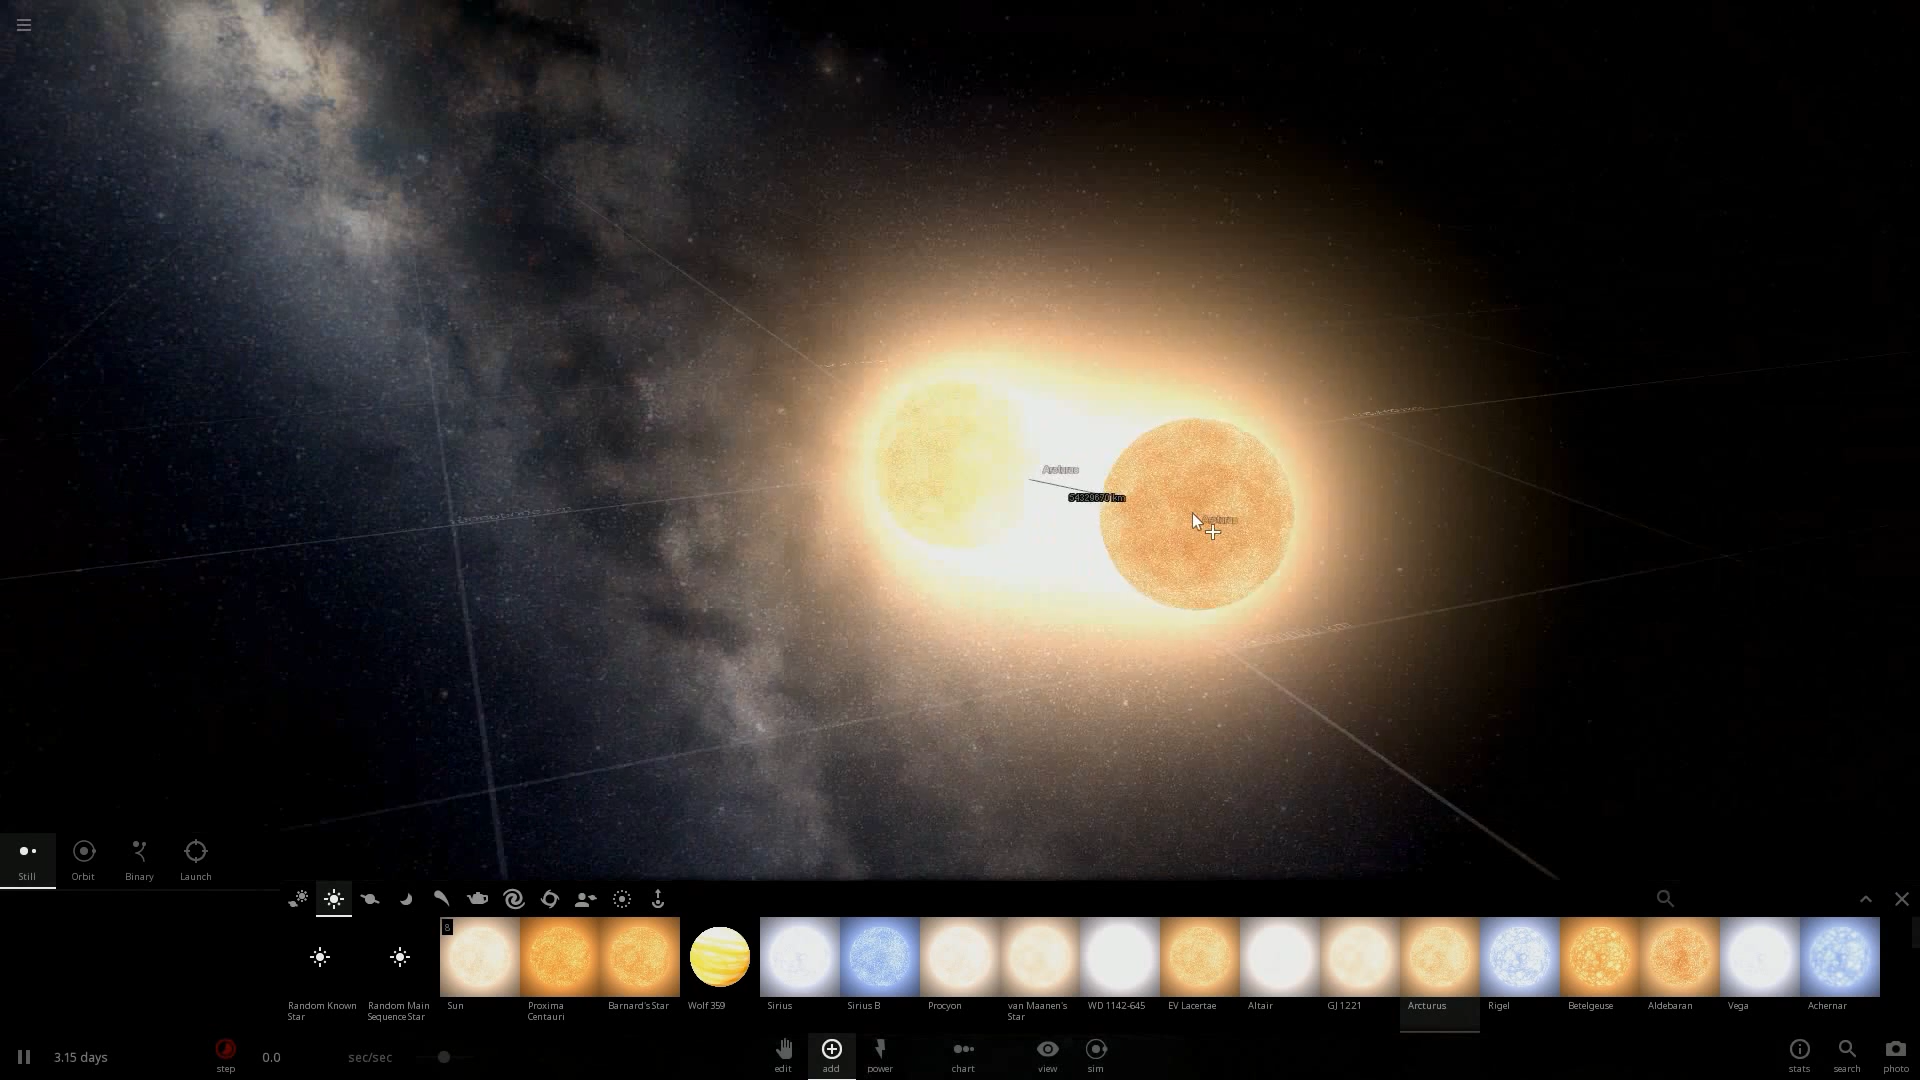 Arcturus
Arcturus
Still
Orbit
Binary
Launch
8
Random Known
Star
Random Main
Sequence Star
Sun
Proxima
Centauri
Barnard's Star
Wolf 359
Sirius
Sirius B
Procyon
van Maanen's
Star
WD 1142-645
EV Lacertae
Altair
GJ 1221
Arcturus
Rigel
Betelgeuse
Aldebaran
Vega
Achernar
3.15 days
step
0.0
sec/sec
edit
add
power
chart
view
sim
stats
search
photo